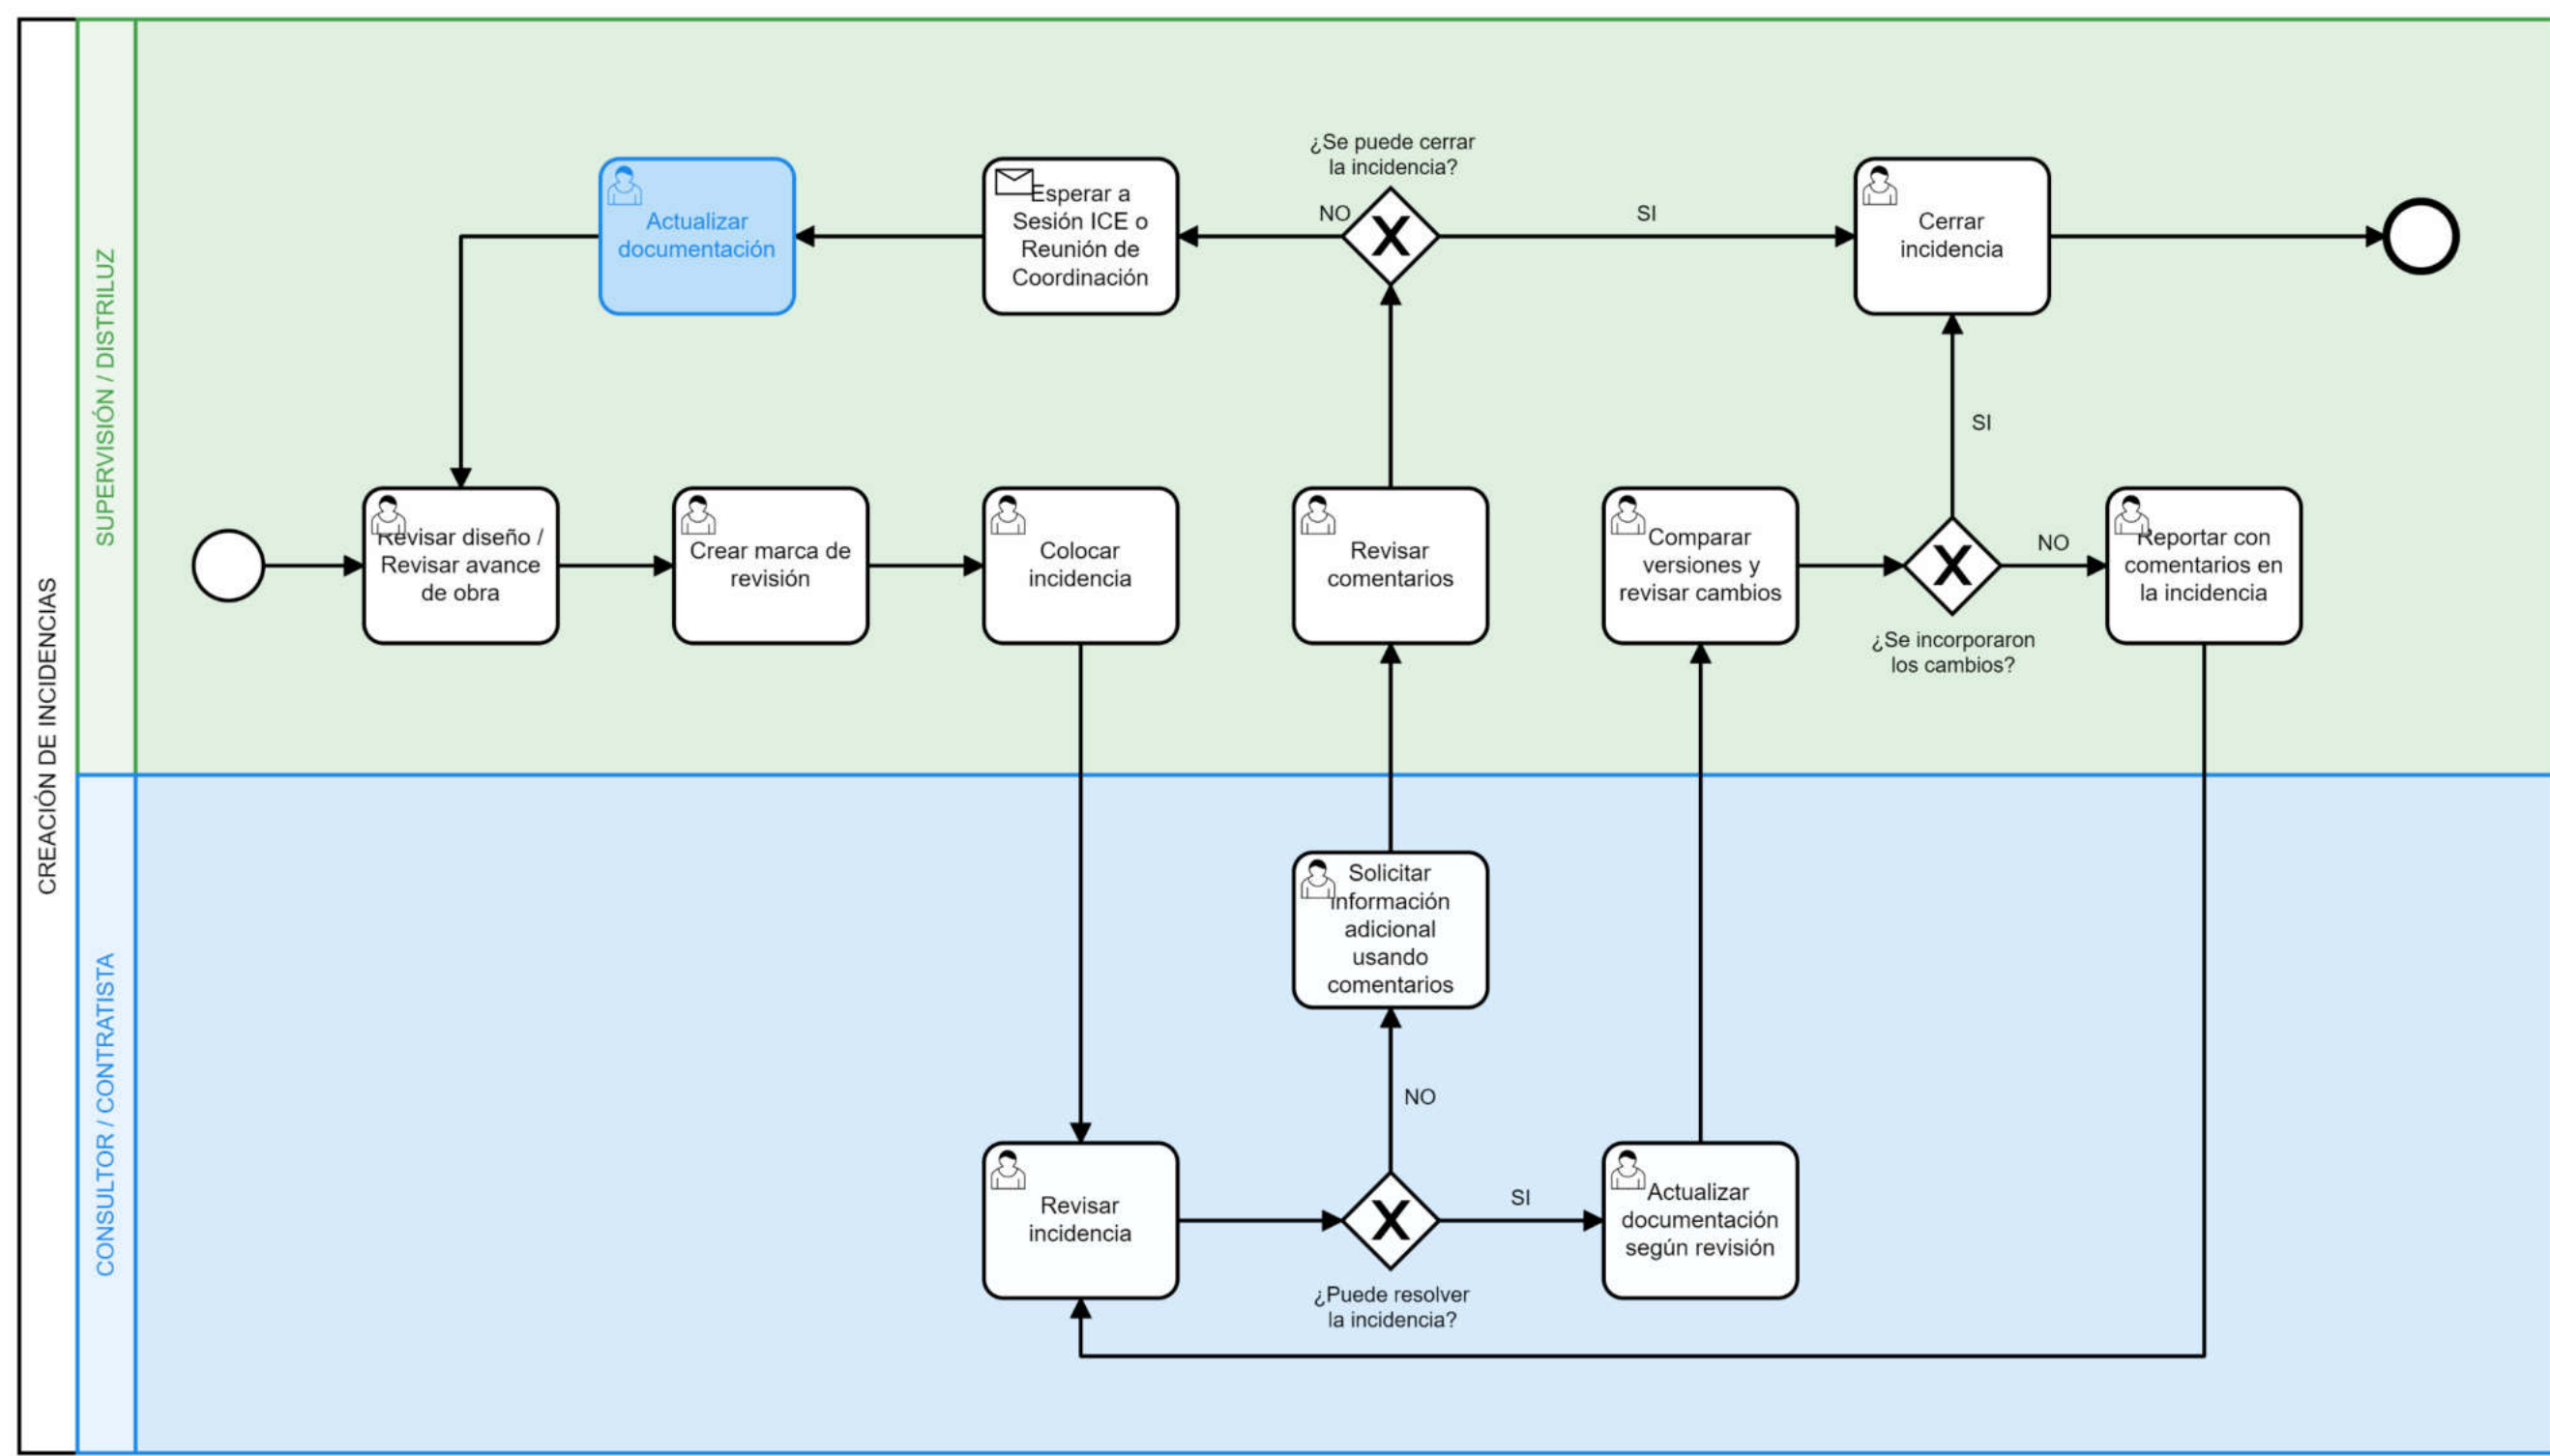 CREACIÓN DE INCIDENCIAS
SUPERVISIÓN / DISTRILUZ
Actualizar
documentación
Esperar a
Sesión ICE o
Reunión de
Coordinación
NO
¿Se puede cerrar
la incidencia?
SI
Cerrar
incidencia
SI
Revisar diseño /
Revisar avance
de obra
Crear marca de
revisión
Colocar
incidencia
Revisar
comentarios
Comparar
versiones y
revisar cambios
¿Se incorporaron
los cambios?
NO
Reportar con
comentarios en
la incidencia
CONSULTOR / CONTRATISTA
Solicitar
información
adicional
usando
comentarios
NO
Revisar
incidencia
¿Puede resolver
la incidencia?
SI
Actualizar
documentación
según revisión